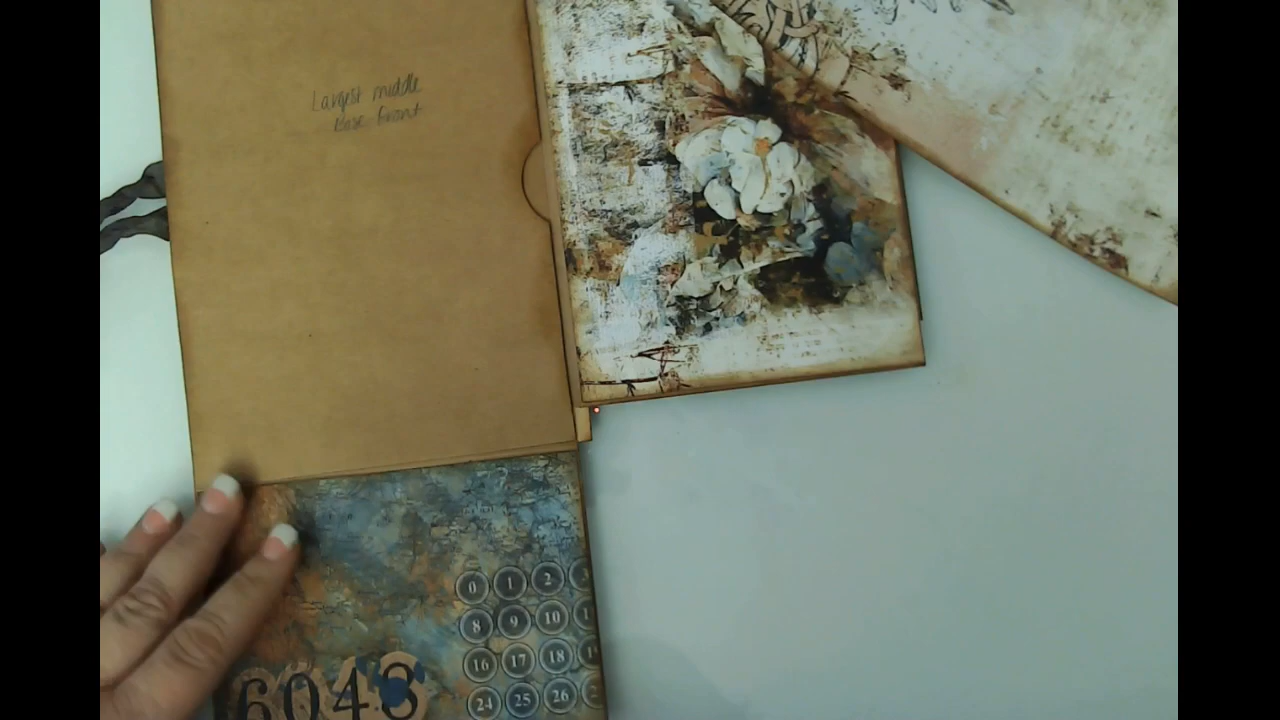 Largest middle
Base front
0 1 2
8 9 10
16 17 18
24 25 26
6048